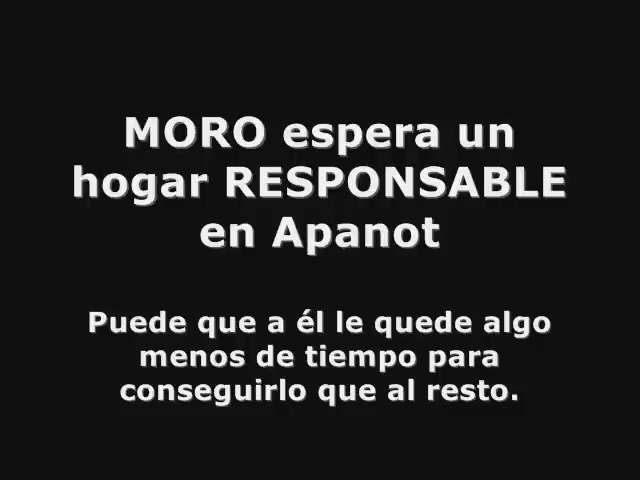 MORO espera un
hogar RESPONSABLE
en Apanot
Puede que a él le quede algo
menos de tiempo para
conseguirlo que al resto.